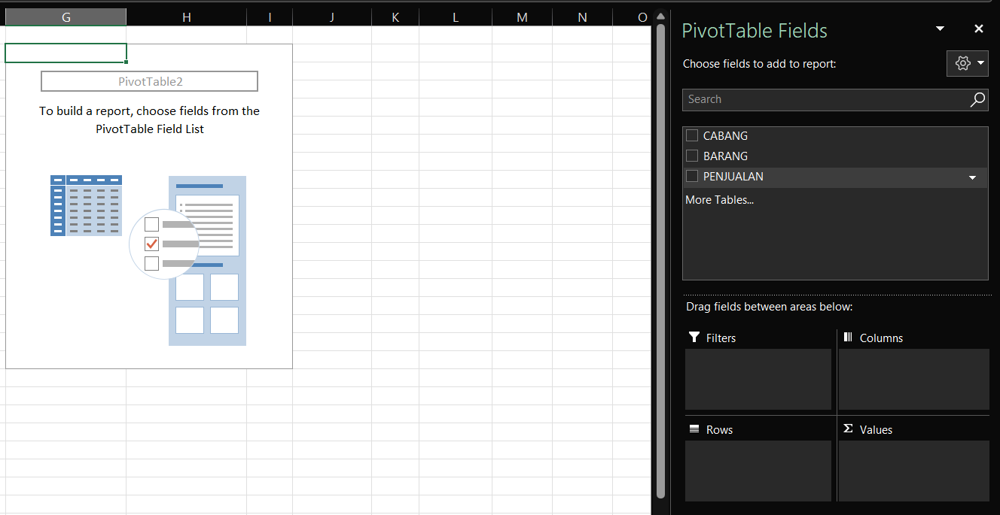 G H I J K L M N O
PivotTable2
To build a report, choose fields from the
PivotTable Field List
PivotTable Fields
Choose fields to add to report:
Search
CABANG
BARANG
PENJUALAN
More Tables...
Drag fields between areas below:
Filters
Columns
Rows
Σ Values